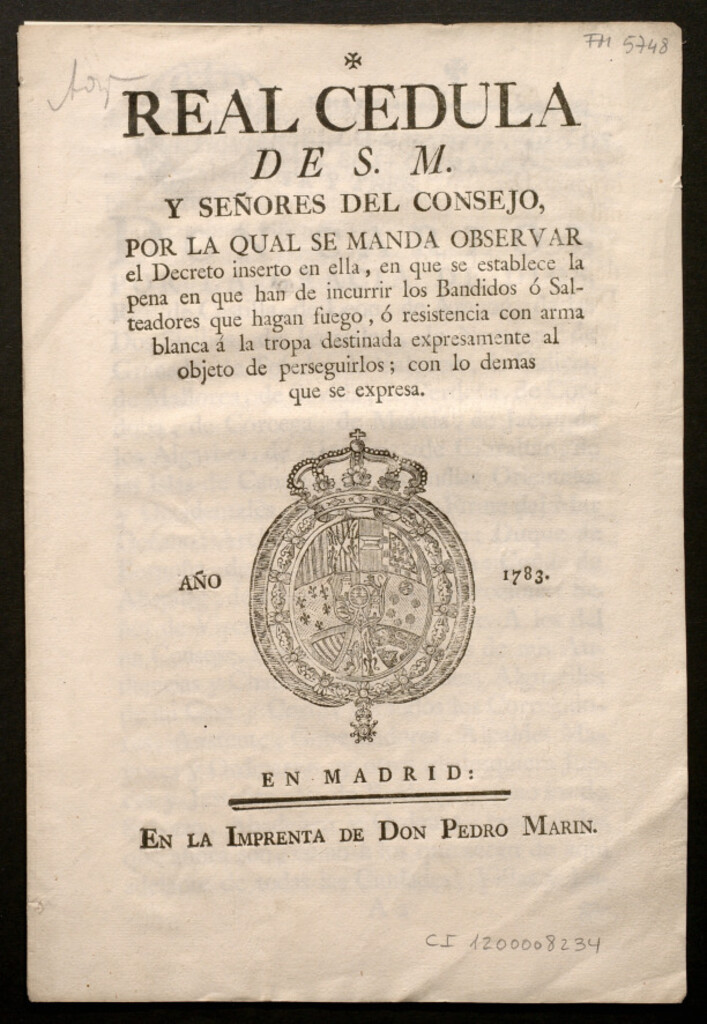 FM 5748
REAL CEDULA
DE S. M.
Y SEÑORES DEL CONSEJO,
POR LA QUAL SE MANDA OBSERVAR
el Decreto inserto en ella, en que se establece la
pena en que han de incurrir los Bandidos ó Sal-
teadores que hagan fuego, ó resistencia con arma
blanca á la tropa destinada expresamente al
objeto de perseguirlos; con lo demas
que se expresa.
AÑO 1783.
EN MADRID:
EN LA IMPRENTA DE DON PEDRO MARIN.
CI 1200008234